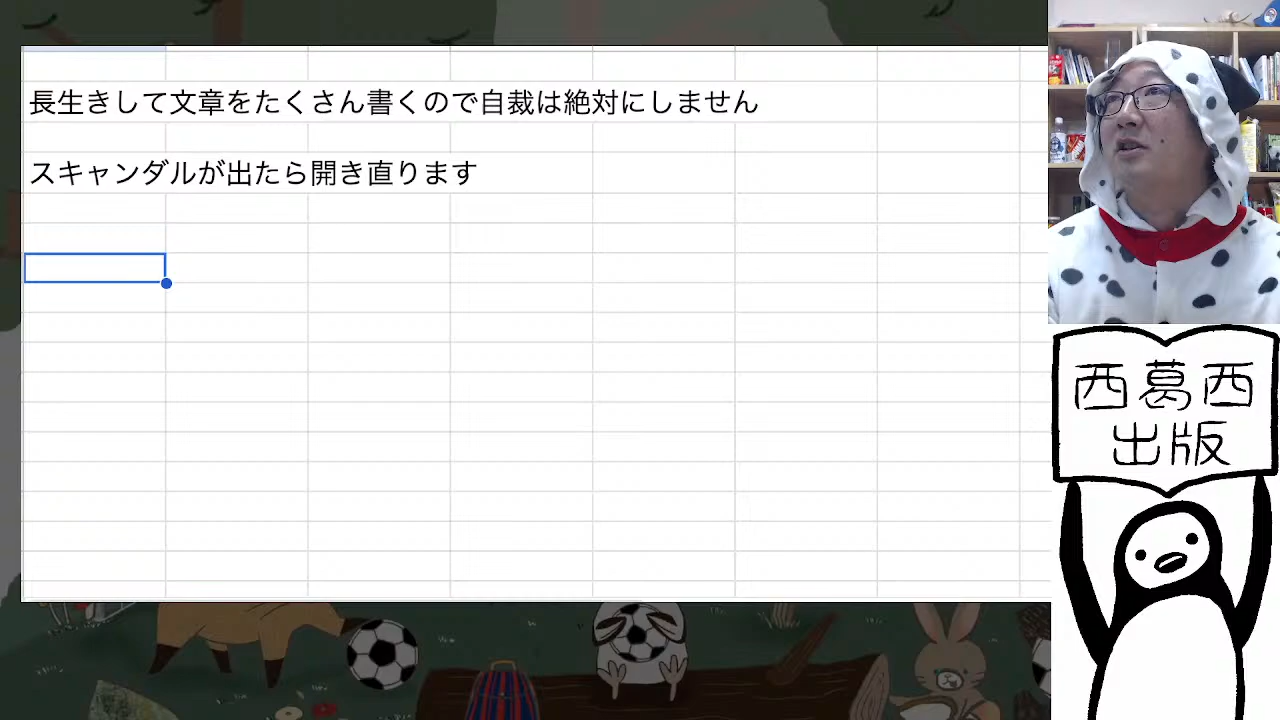 長生きして文章をたくさん書くので自裁は絶対にしません
スキャンダルが出たら開き直ります
西葛西
出版